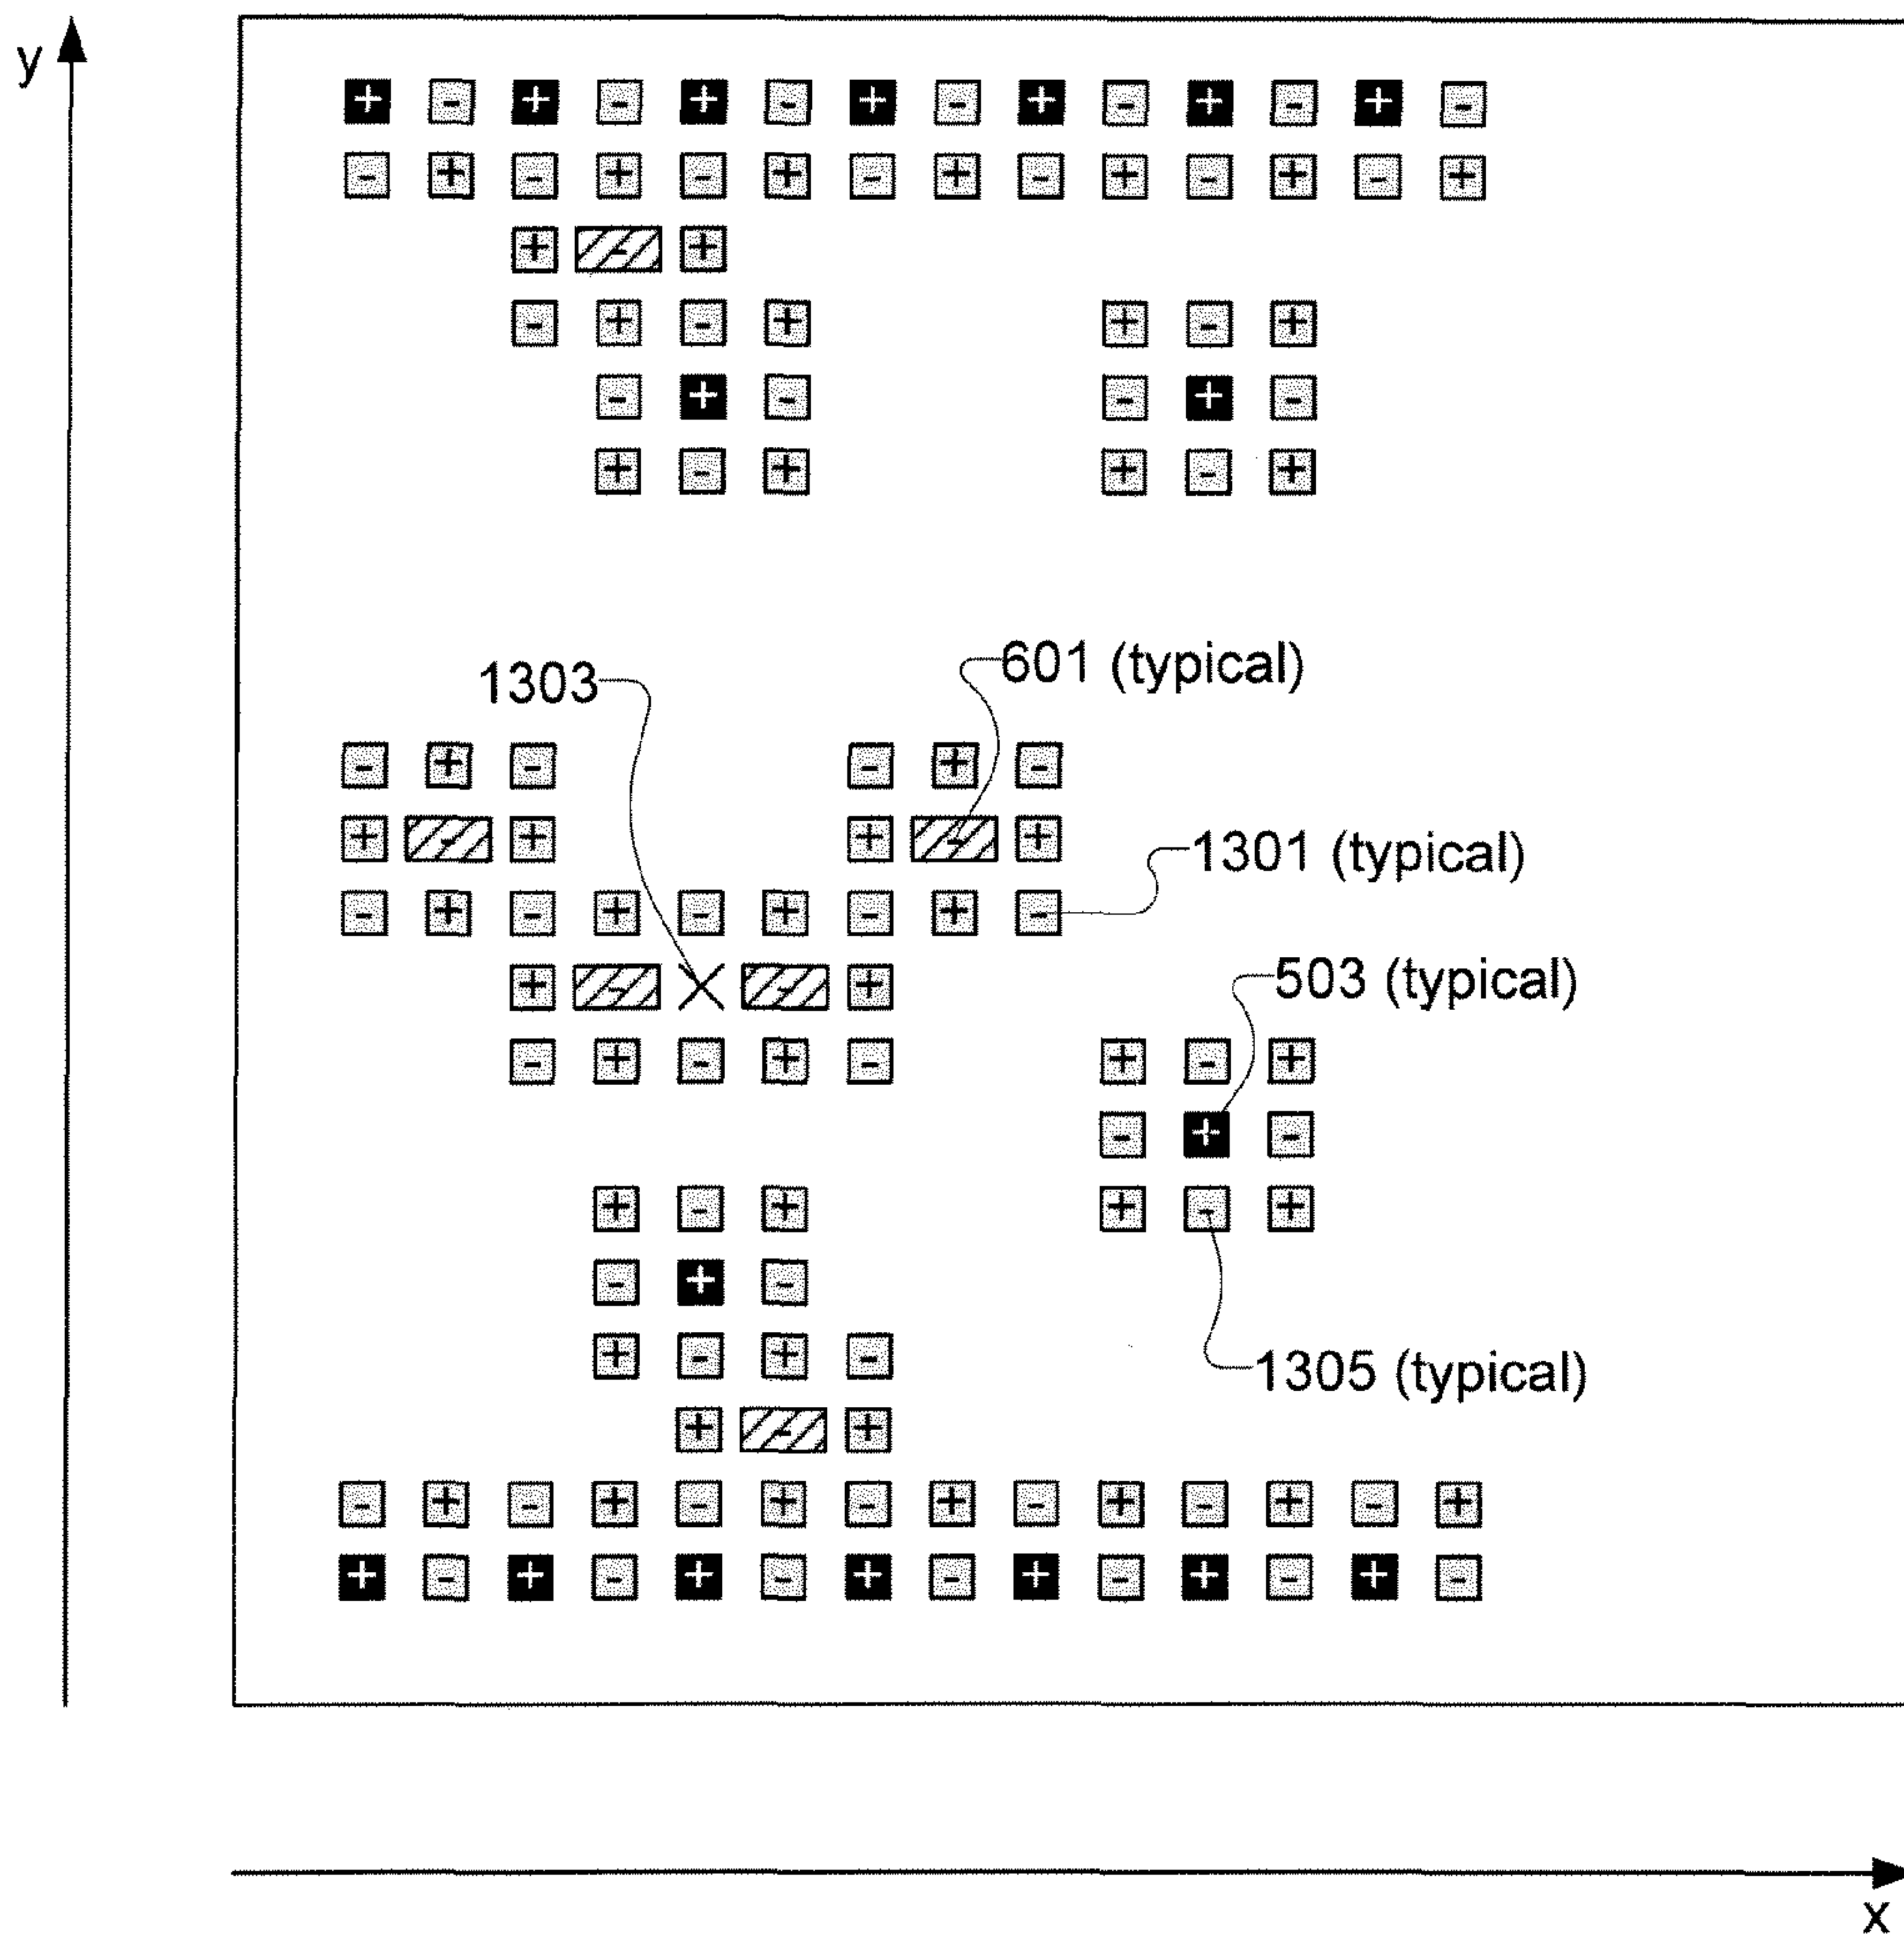 y
+ - + - + - + - + - + - + -
- + - + - + - + - + - + - +
+ - +
- + - + + - +
- + - - + -
+ - + + - +
1303 601 (typical)
- + - - + -
+ - + + - +
1301 (typical)
- + - + - + - + -
503 (typical)
+ - - +
- + - + - + - +
- + -
+ - + + - +
- + -
1305 (typical)
+ - + -
+ - +
- + - + - + - + - + - + - +
+ - + - + - + - + - + - + -
x